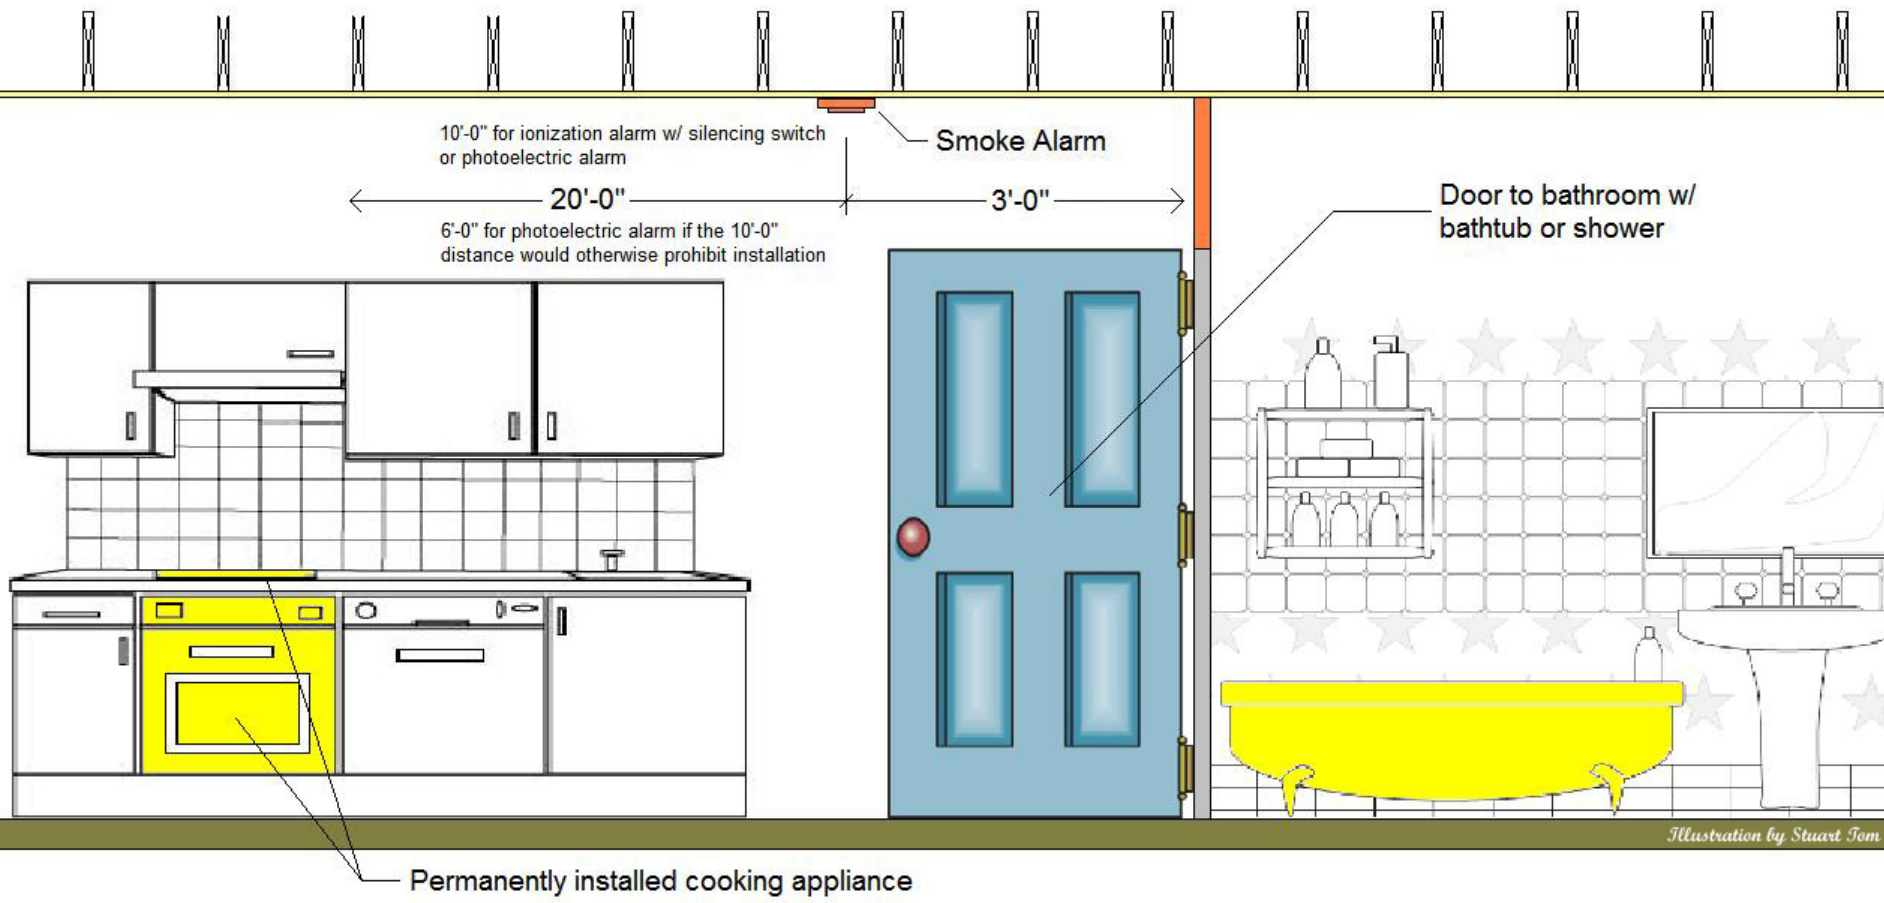 10'-0" for ionization alarm w/ silencing switch
or photoelectric alarm
Smoke Alarm
20'-0"
3'-0"
6'-0" for photoelectric alarm if the 10'-0"
distance would otherwise prohibit installation
Door to bathroom w/
bathtub or shower
Illustration by Stuart Tom
Permanently installed cooking appliance